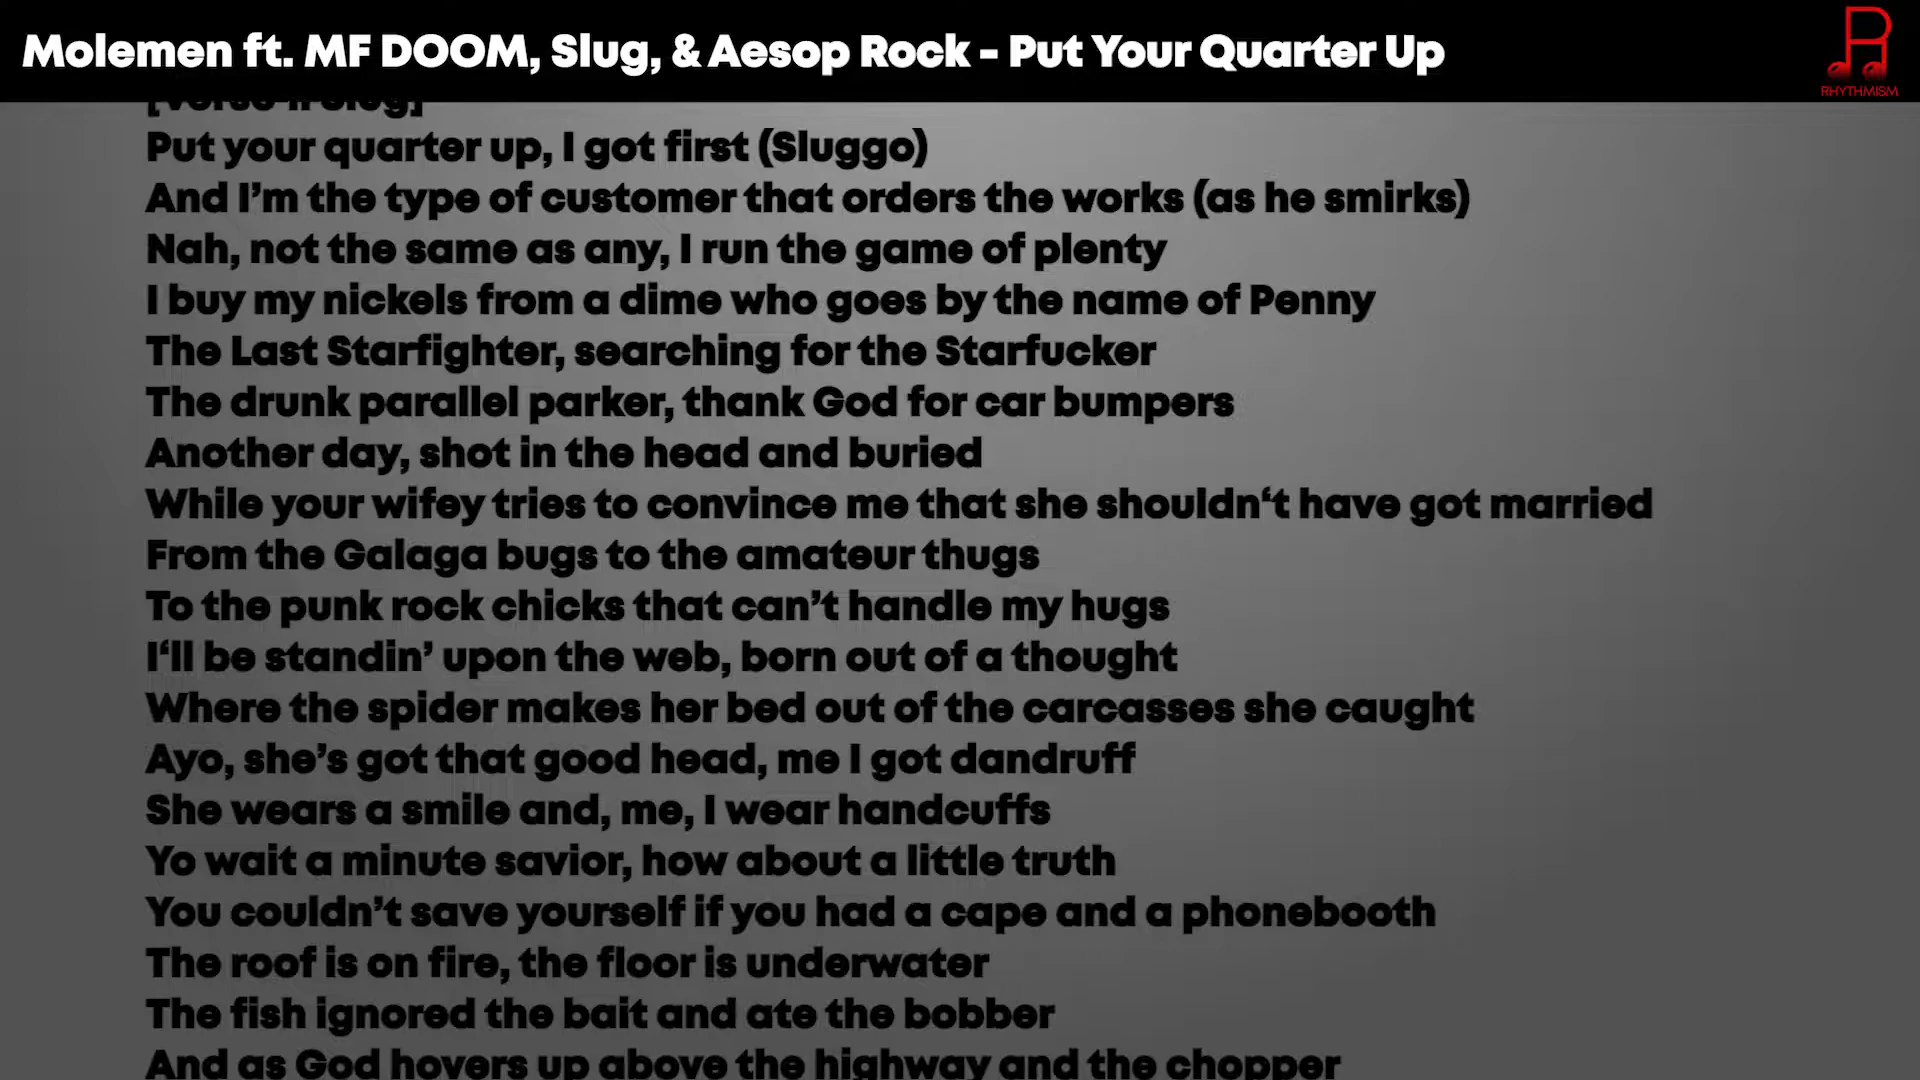 Molemen ft. MF DOOM, Slug, & Aesop Rock - Put Your Quarter Up
RHYTHMISM
Put your quarter up, I got first (Sluggo)
And I’m the type of customer that orders the works (as he smirks)
Nah, not the same as any, I run the game of plenty
I buy my nickels from a dime who goes by the name of Penny
The Last Starfighter, searching for the Starfucker
The drunk parallel parker, thank God for car bumpers
Another day, shot in the head and buried
While your wifey tries to convince me that she shouldn‘t have got married
From the Galaga bugs to the amateur thugs
To the punk rock chicks that can’t handle my hugs
I‘ll be standin’ upon the web, born out of a thought
Where the spider makes her bed out of the carcasses she caught
Ayo, she’s got that good head, me I got dandruff
She wears a smile and, me, I wear handcuffs
Yo wait a minute savior, how about a little truth
You couldn’t save yourself if you had a cape and a phonebooth
The roof is on fire, the floor is underwater
The fish ignored the bait and ate the bobber
And as God hovers up above the highway and the chopper